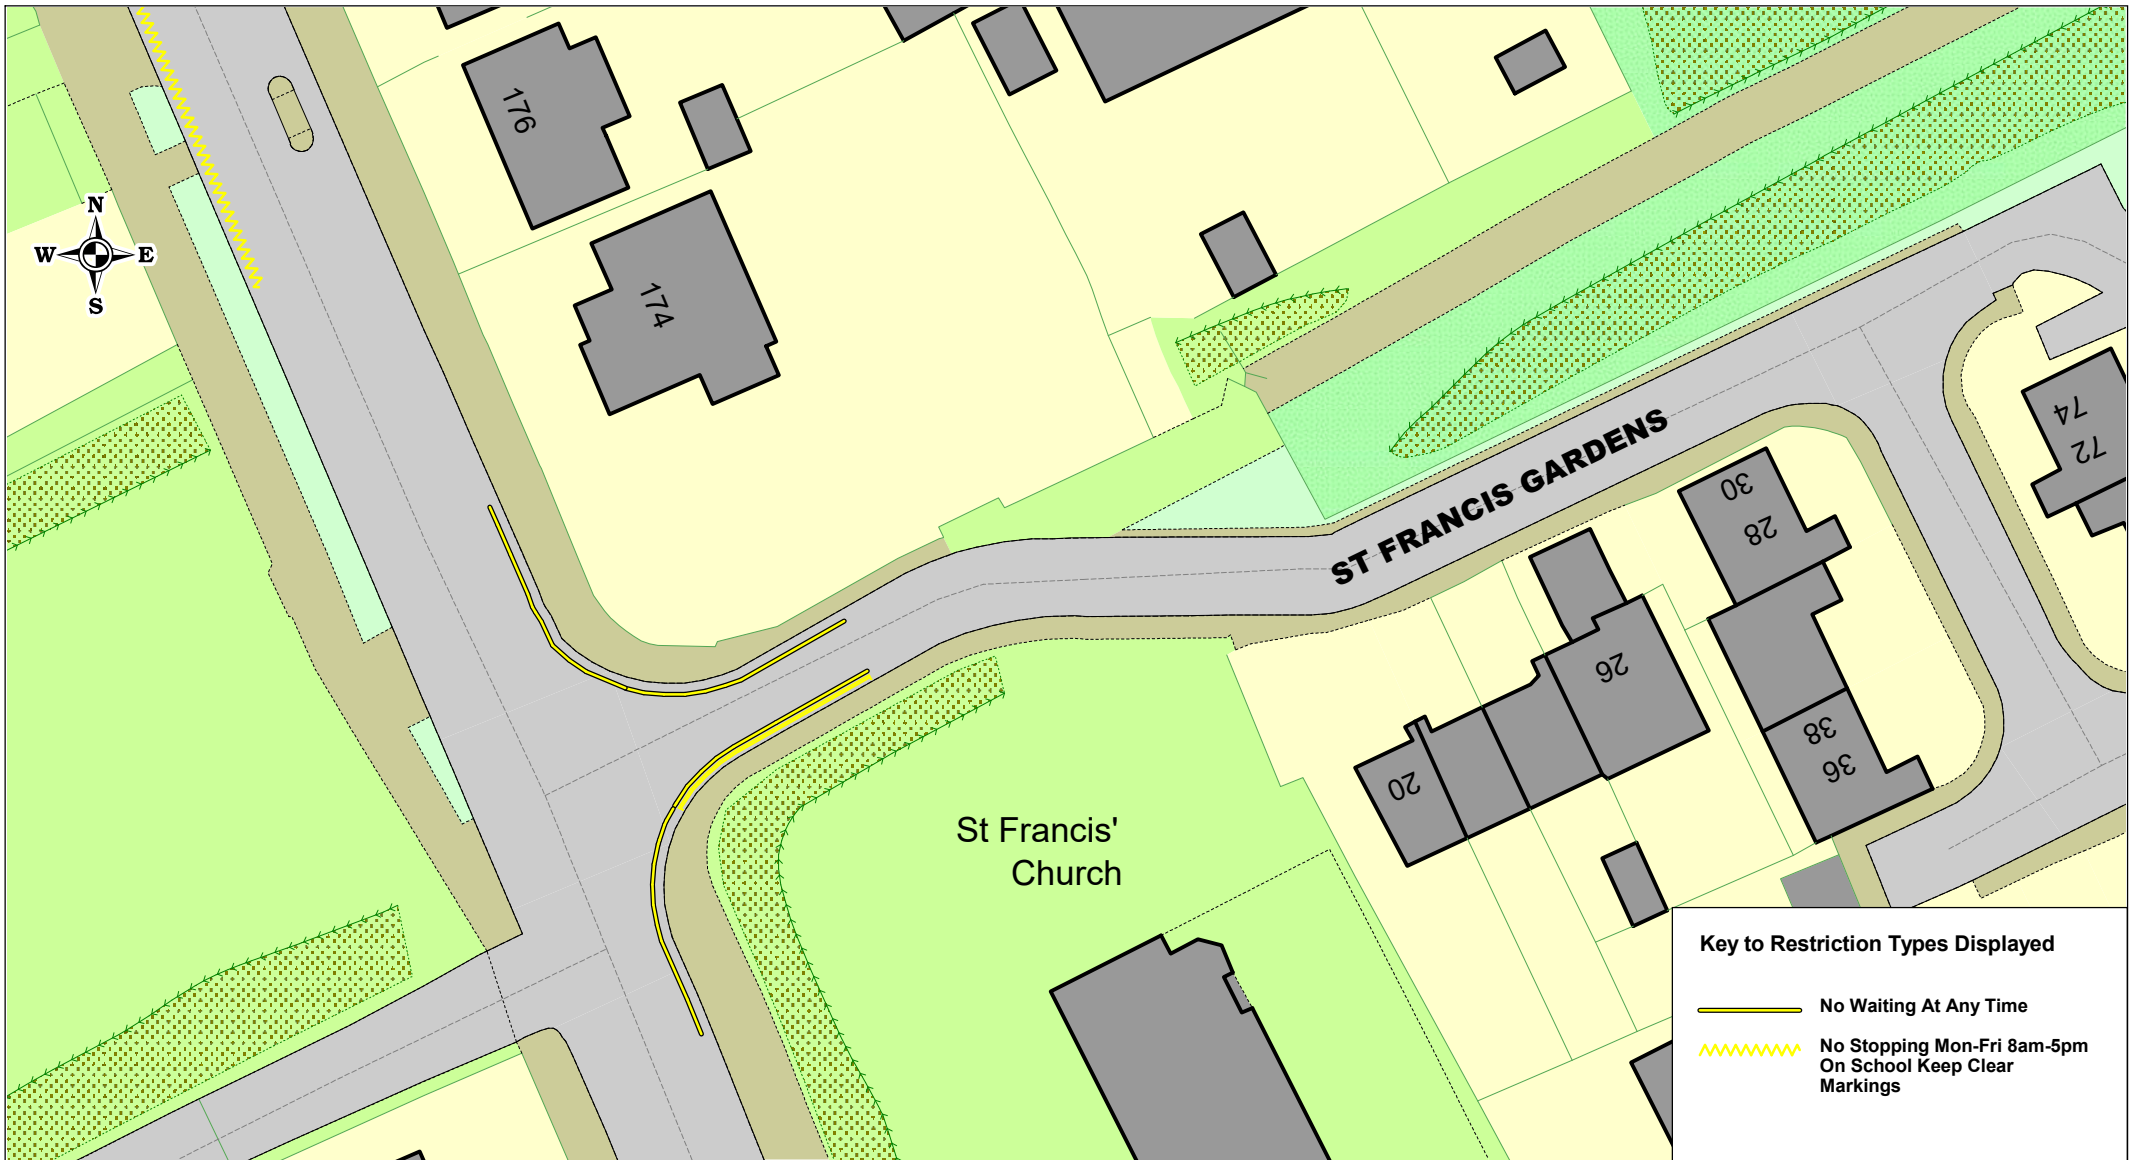 176
N
W E
S
174
ST FRANCIS GARDENS
74
72
30
28
26
20
38
36
St Francis'
Church
Key to Restriction Types Displayed
No Waiting At Any Time
No Stopping Mon-Fri 8am-5pm
On School Keep Clear
Markings